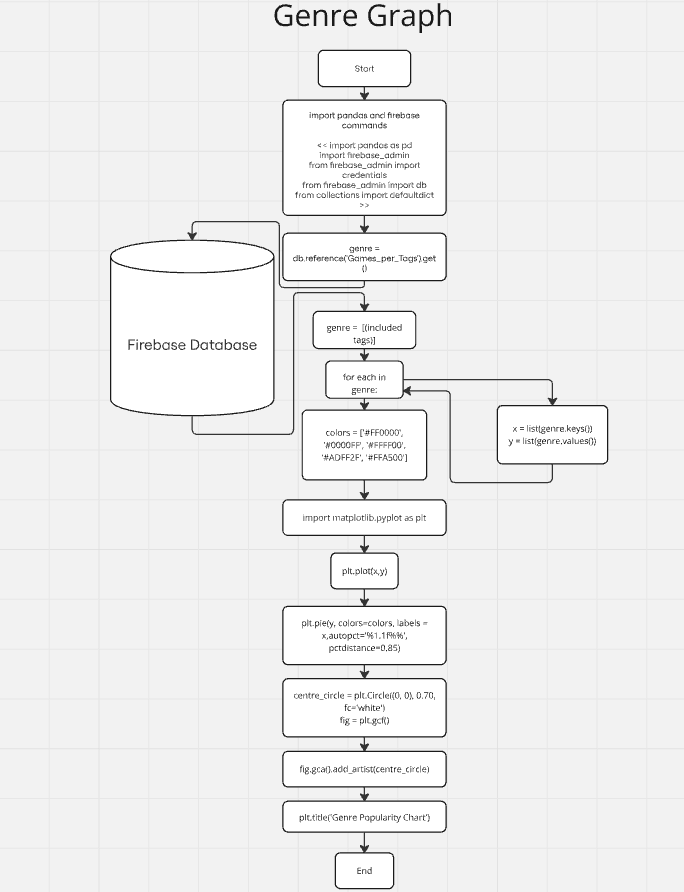 Genre Graph
Start
import pandas and firebase
commands
<< import pandas as pd
import firebase_admin
from firebase_admin import
credentials
from firebase_admin import db
from collections import defaultdict
>>
genre =
db.reference('Games_per_Tags').get
()
Firebase Database
genre = [(included
tags)]
for each in
genre:
x = list(genre.keys())
y = list(genre.values())
colors = ['#FF0000',
'#0000FF', '#FFFF00',
'#ADFF2F', '#FFA500']
import matplotlib.pyplot as plt
plt.plot(x,y)
plt.pie(y, colors=colors, labels =
x,autopct='%1.1f%%',
pctdistance=0.85)
centre_circle = plt.Circle((0, 0), 0.70,
fc='white')
fig = plt.gcf()
fig.gca().add_artist(centre_circle)
plt.title('Genre Popularity Chart')
End